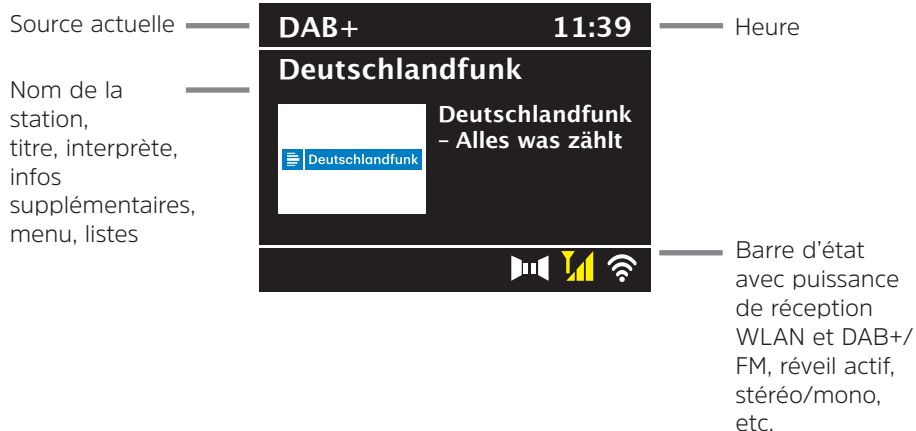 Source actuelle
DAB+ 11:39
Heure
Nom de la
station,
titre, interprète,
infos
supplémentaires,
menu, listes
Deutschlandfunk
Deutschlandfunk
Deutschlandfunk
– Alles was zählt
Barre d'état
avec puissance
de réception
WLAN et DAB+/
FM, réveil actif,
stéréo/mono,
etc.